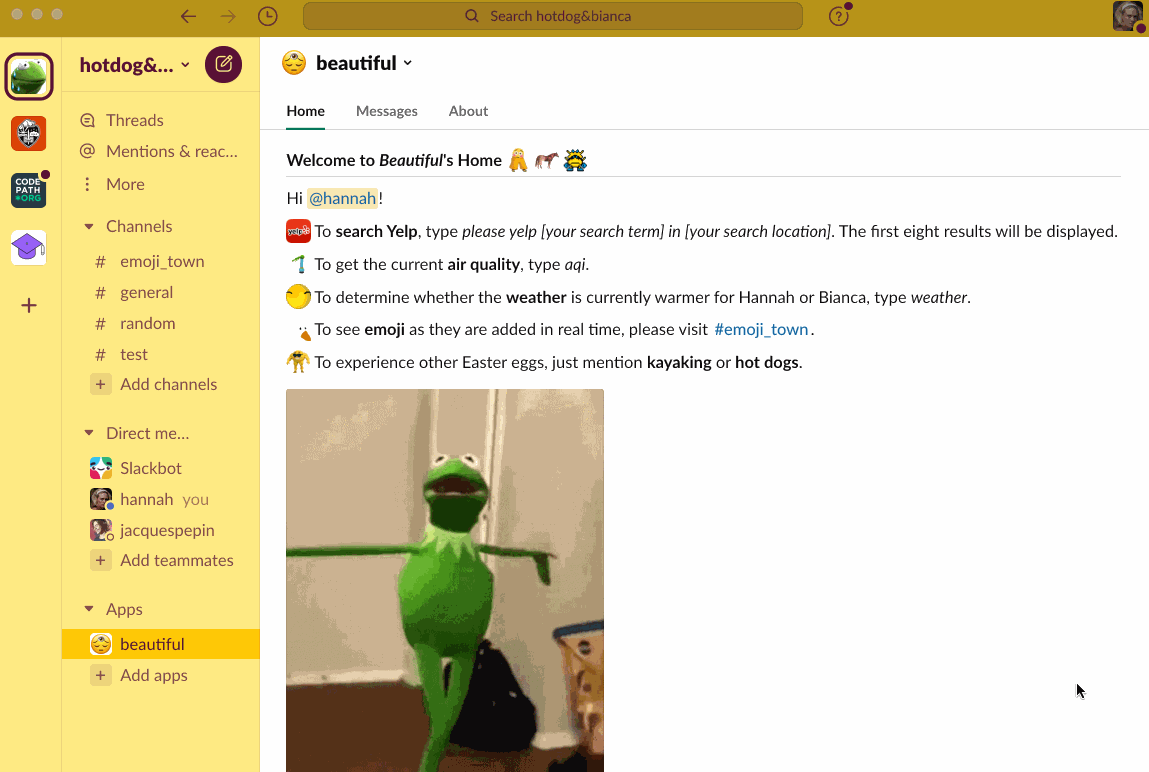 Search hotdog&bianca
hotdog&...
Threads
Mentions & reac...
More
Channels
# emoji_town
# general
# random
# test
+ Add channels
Direct me...
Slackbot
hannah you
jacquespepin
+ Add teammates
Apps
beautiful
+ Add apps
CODE
PATH
*ORG
beautiful
Home Messages About
Welcome to Beautiful's Home
Hi @hannah!
yelp To search Yelp, type please yelp [your search term] in [your search location]. The first eight results will be displayed.
To get the current air quality, type aqi.
To determine whether the weather is currently warmer for Hannah or Bianca, type weather.
To see emoji as they are added in real time, please visit #emoji_town.
To experience other Easter eggs, just mention kayaking or hot dogs.